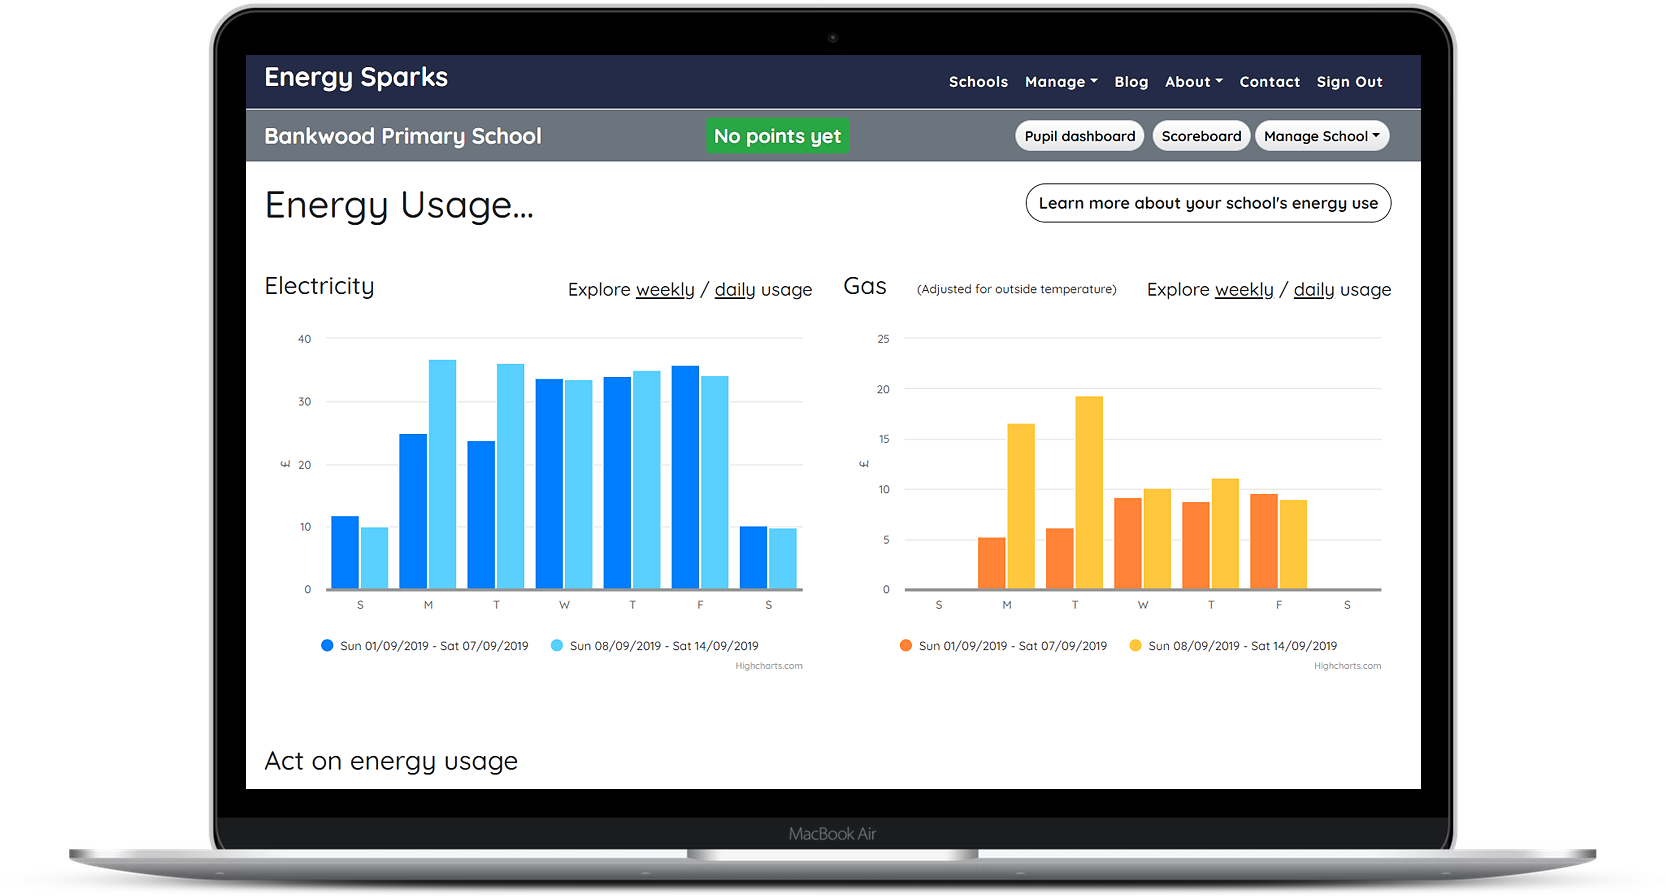 Energy Sparks
Schools Manage Blog About Contact Sign Out
Bankwood Primary School
No points yet
Pupil dashboard Scoreboard Manage School
Energy Usage...
Learn more about your school's energy use
Electricity
Explore weekly / daily usage
40
30
£ 20
10
0
S M T W T F S
Sun 01/09/2019 - Sat 07/09/2019 Sun 08/09/2019 - Sat 14/09/2019
Highcharts.com
Gas (Adjusted for outside temperature)
Explore weekly / daily usage
25
20
15
£
10
5
0
S M T W T F S
Sun 01/09/2019 - Sat 07/09/2019 Sun 08/09/2019 - Sat 14/09/2019
Highcharts.com
Act on energy usage
MacBook Air